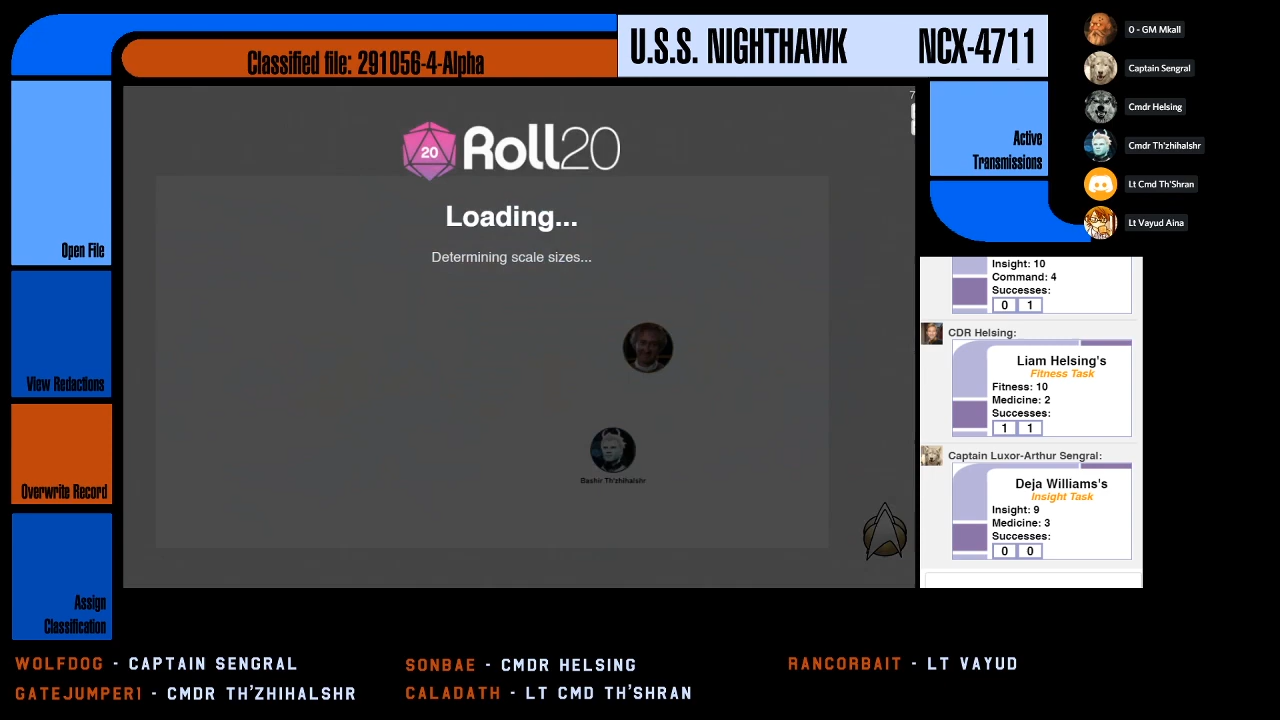 Classified file: 291056-4-Alpha
U.S.S. NIGHTHAWK NCX-4711
Open File
View Redactions
Overwrite Record
Assign
Classification
20
Roll20
Loading...
Determining scale sizes...
Bashir Th'zhihalshr
7
Active
Transmissions
0 - GM Mkall
Captain Sengral
Cmdr Helsing
Cmdr Th'zhihalshr
Lt Cmd Th'Shran
Lt Vayud Aina
Insight: 10
Command: 4
Successes:
0 1
CDR Helsing:
Liam Helsing's
Fitness Task
Fitness: 10
Medicine: 2
Successes:
1 1
Captain Luxor-Arthur Sengral:
Deja Williams's
Insight Task
Insight: 9
Medicine: 3
Successes:
0 0
WOLFDOG - CAPTAIN SENGRAL
SONBAE - CMDR HELSING
RANCORBAIT - LT VAYUD
GATEJUMPER1 - CMDR TH'ZHIHALSHR
CALADATH - LT CMD TH'SHRAN